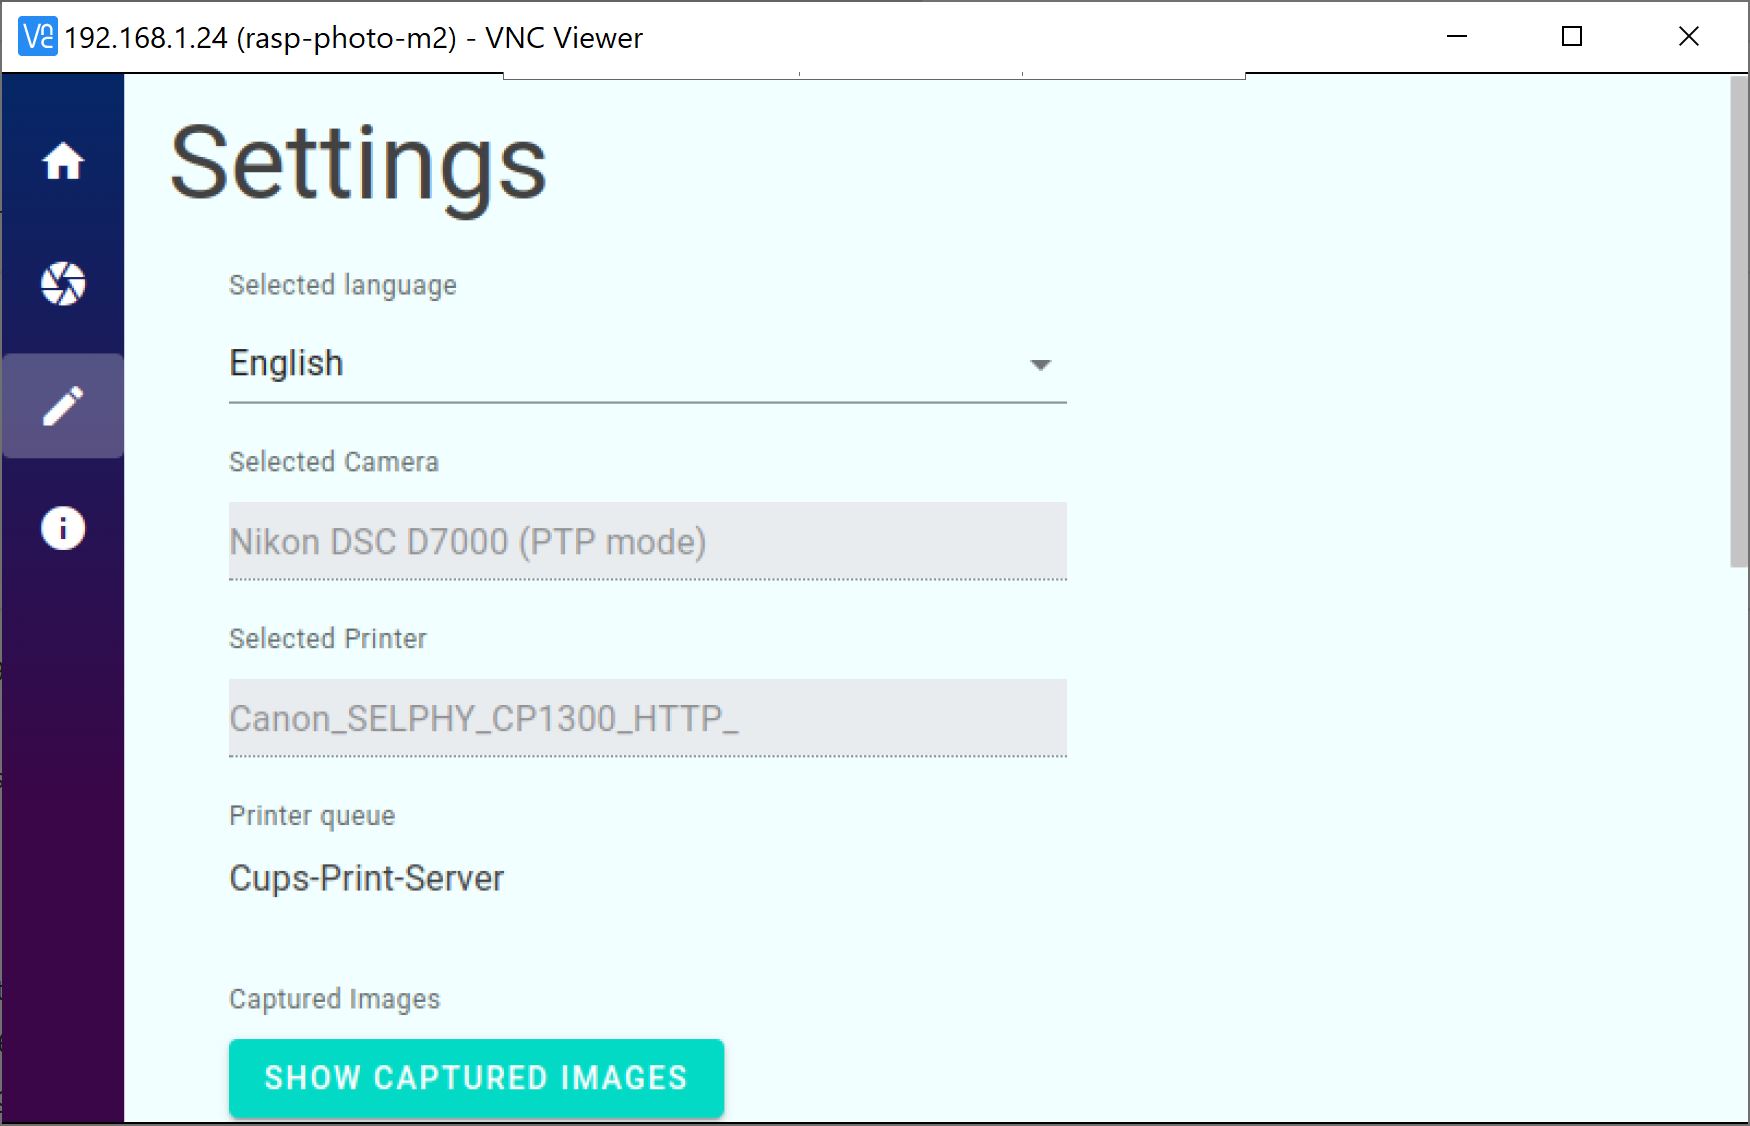 192.168.1.24 (rasp-photo-m2) - VNC Viewer
Settings
Selected language
English
Selected Camera
Nikon DSC D7000 (PTP mode)
Selected Printer
Canon_SELPHY_CP1300_HTTP_
Printer queue
Cups-Print-Server
Captured Images
SHOW CAPTURED IMAGES